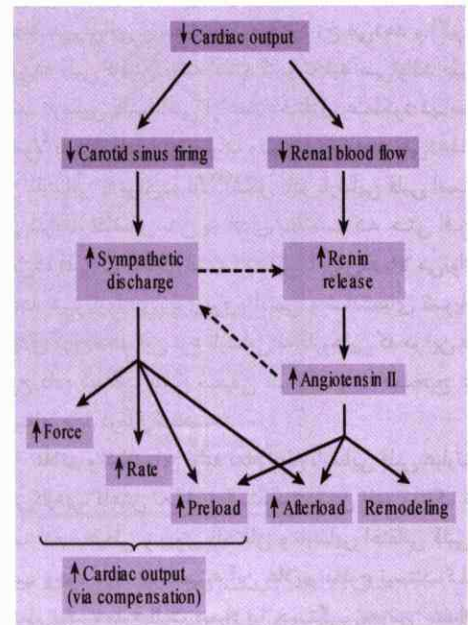 ↓ Cardiac output
↓ Carotid sinus firing
↓ Renal blood flow
↑ Sympathetic
discharge
↑ Renin
release
↑ Angiotensin II
↑ Force
↑ Rate
↑ Preload
↑ Afterload
Remodeling
↑ Cardiac output
(via compensation)